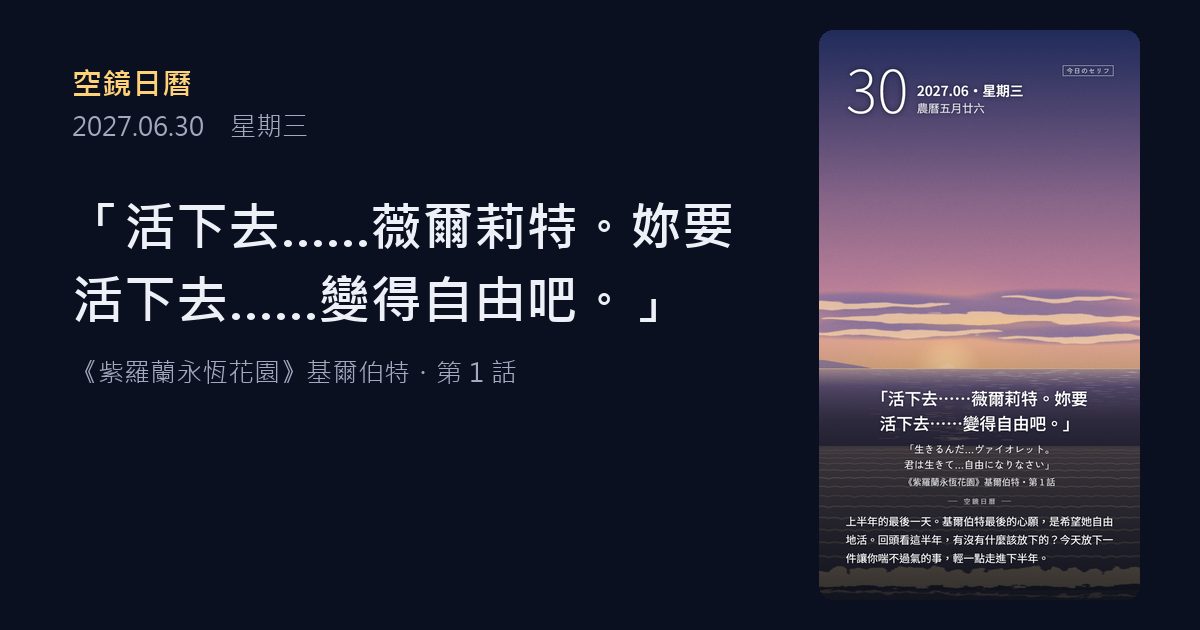 空鏡日曆
2027.06.30 星期三
「活下去……薇爾莉特。妳要
活下去……變得自由吧。」
《紫羅蘭永恆花園》基爾伯特・第 1 話
今日のセリフ
30
2027.06・星期三
農曆五月廿六
「活下去……薇爾莉特。妳要
活下去……變得自由吧。」
「生きるんだ…ヴァイオレット。
君は生きて…自由になりなさい」
《紫羅蘭永恆花園》基爾伯特・第 1 話
— 空鏡日曆 —
上半年的最後一天。基爾伯特最後的心願，是希望她自由
地活。回頭看這半年，有沒有什麼該放下的？今天放下一
件讓你喘不過氣的事，輕一點走進下半年。